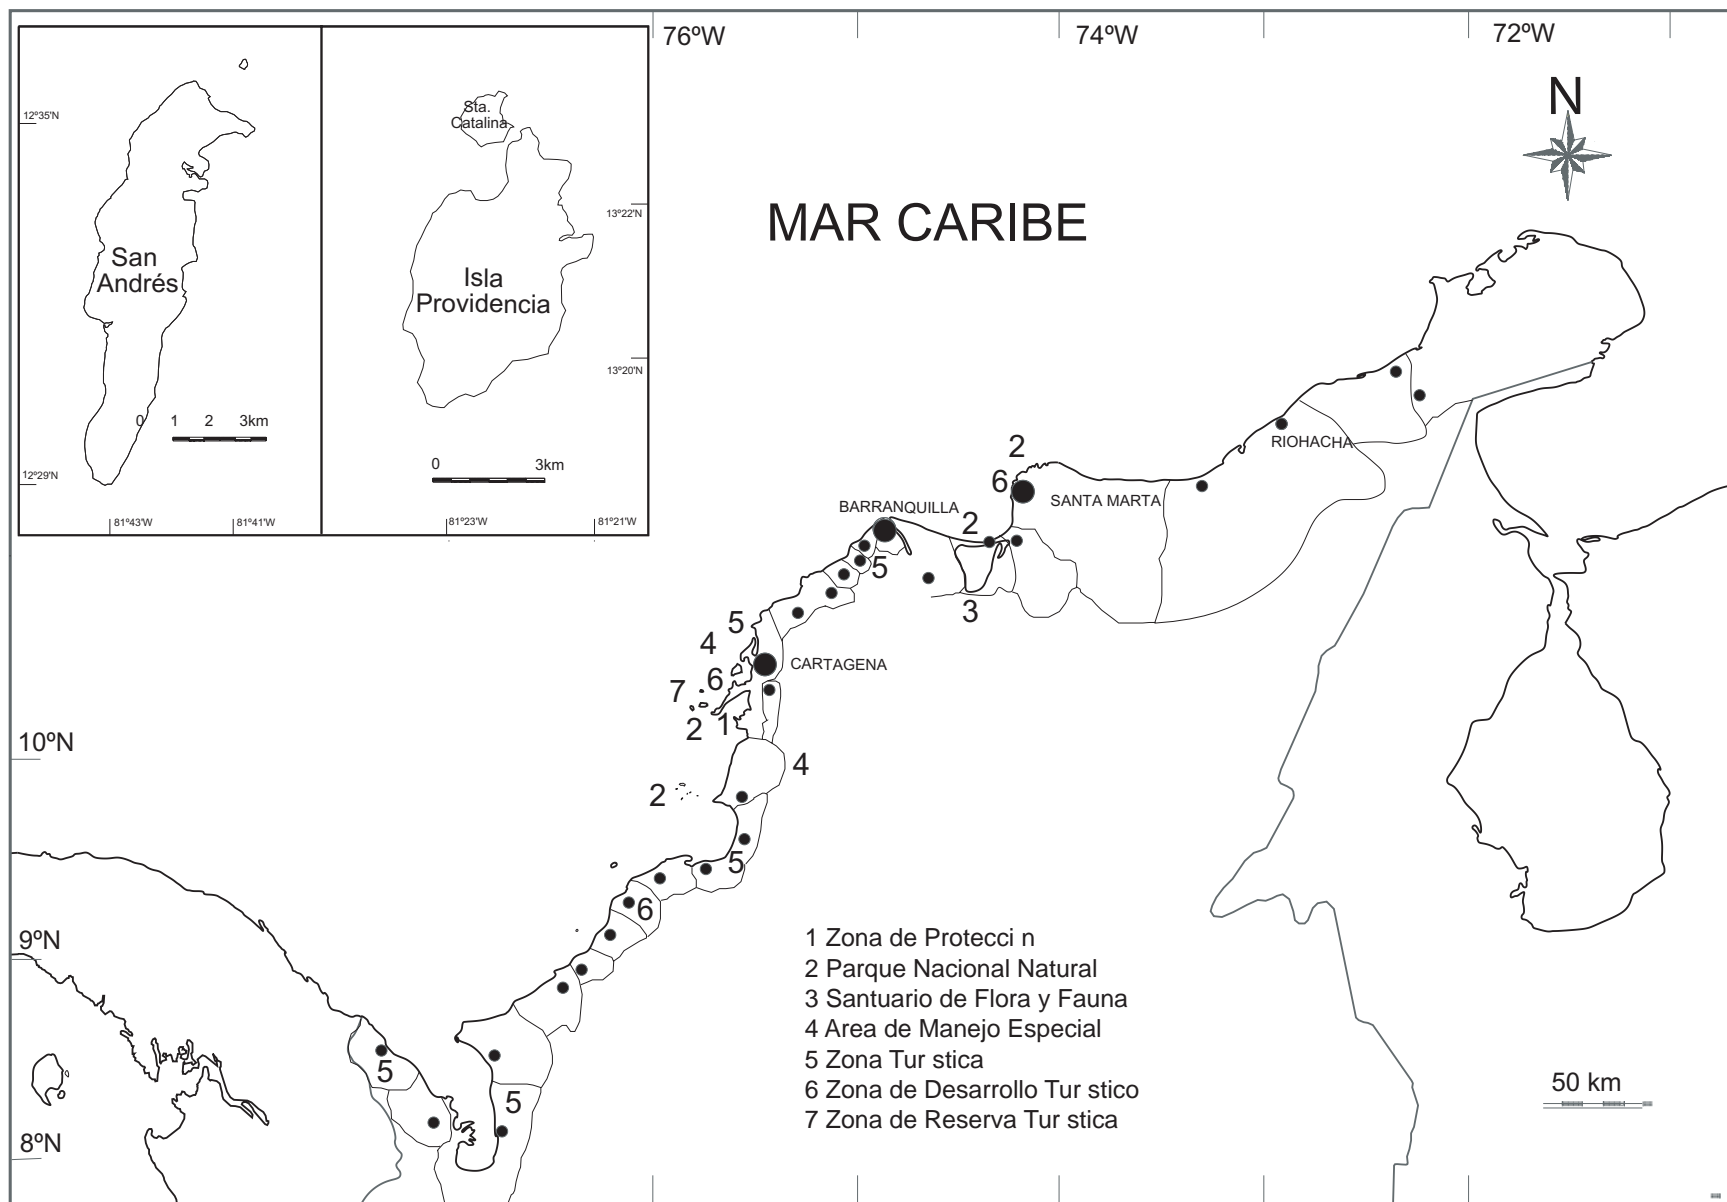 76ºW
74ºW
72ºW
12º35'N
12º29'N
81º43'W
81º41'W
San
Andrés
0 1 2 3km
Sta.
Catalina
Isla
Providencia
13º22'N
13º20'N
0 3km
81º23'W
81º21'W
N
MAR CARIBE
RIOHACHA
2
6
SANTA MARTA
BARRANQUILLA
2
5
3
5
4
CARTAGENA
6
7
2
1
10ºN
4
2
5
6
9ºN
5
5
8ºN
1 Zona de Protecci n
2 Parque Nacional Natural
3 Santuario de Flora y Fauna
4 Area de Manejo Especial
5 Zona Tur stica
6 Zona de Desarrollo Tur stico
7 Zona de Reserva Tur stica
50 km